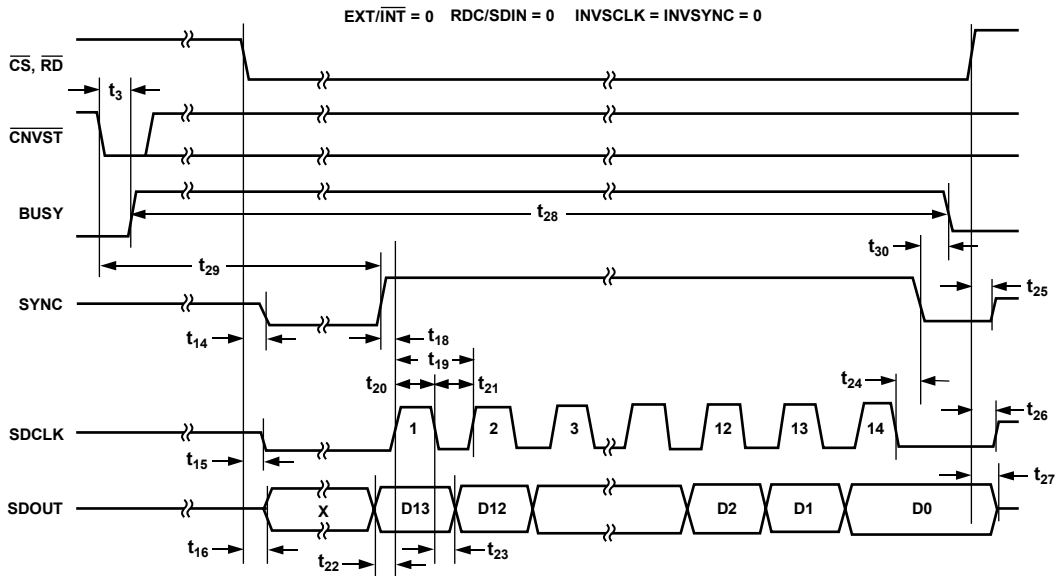 EXT/INT = 0 RDC/SDIN = 0 INVSCLK = INVSYNC = 0
CS, RD
t3
CNVST
BUSY
t28
t30
t29
SYNC
t25
t14
t18
t19
t20
t21
t24
t26
SDCLK
1
2
3
12
13
14
t15
t27
SDOUT
X
D13
D12
D2
D1
D0
t16
t22
t23